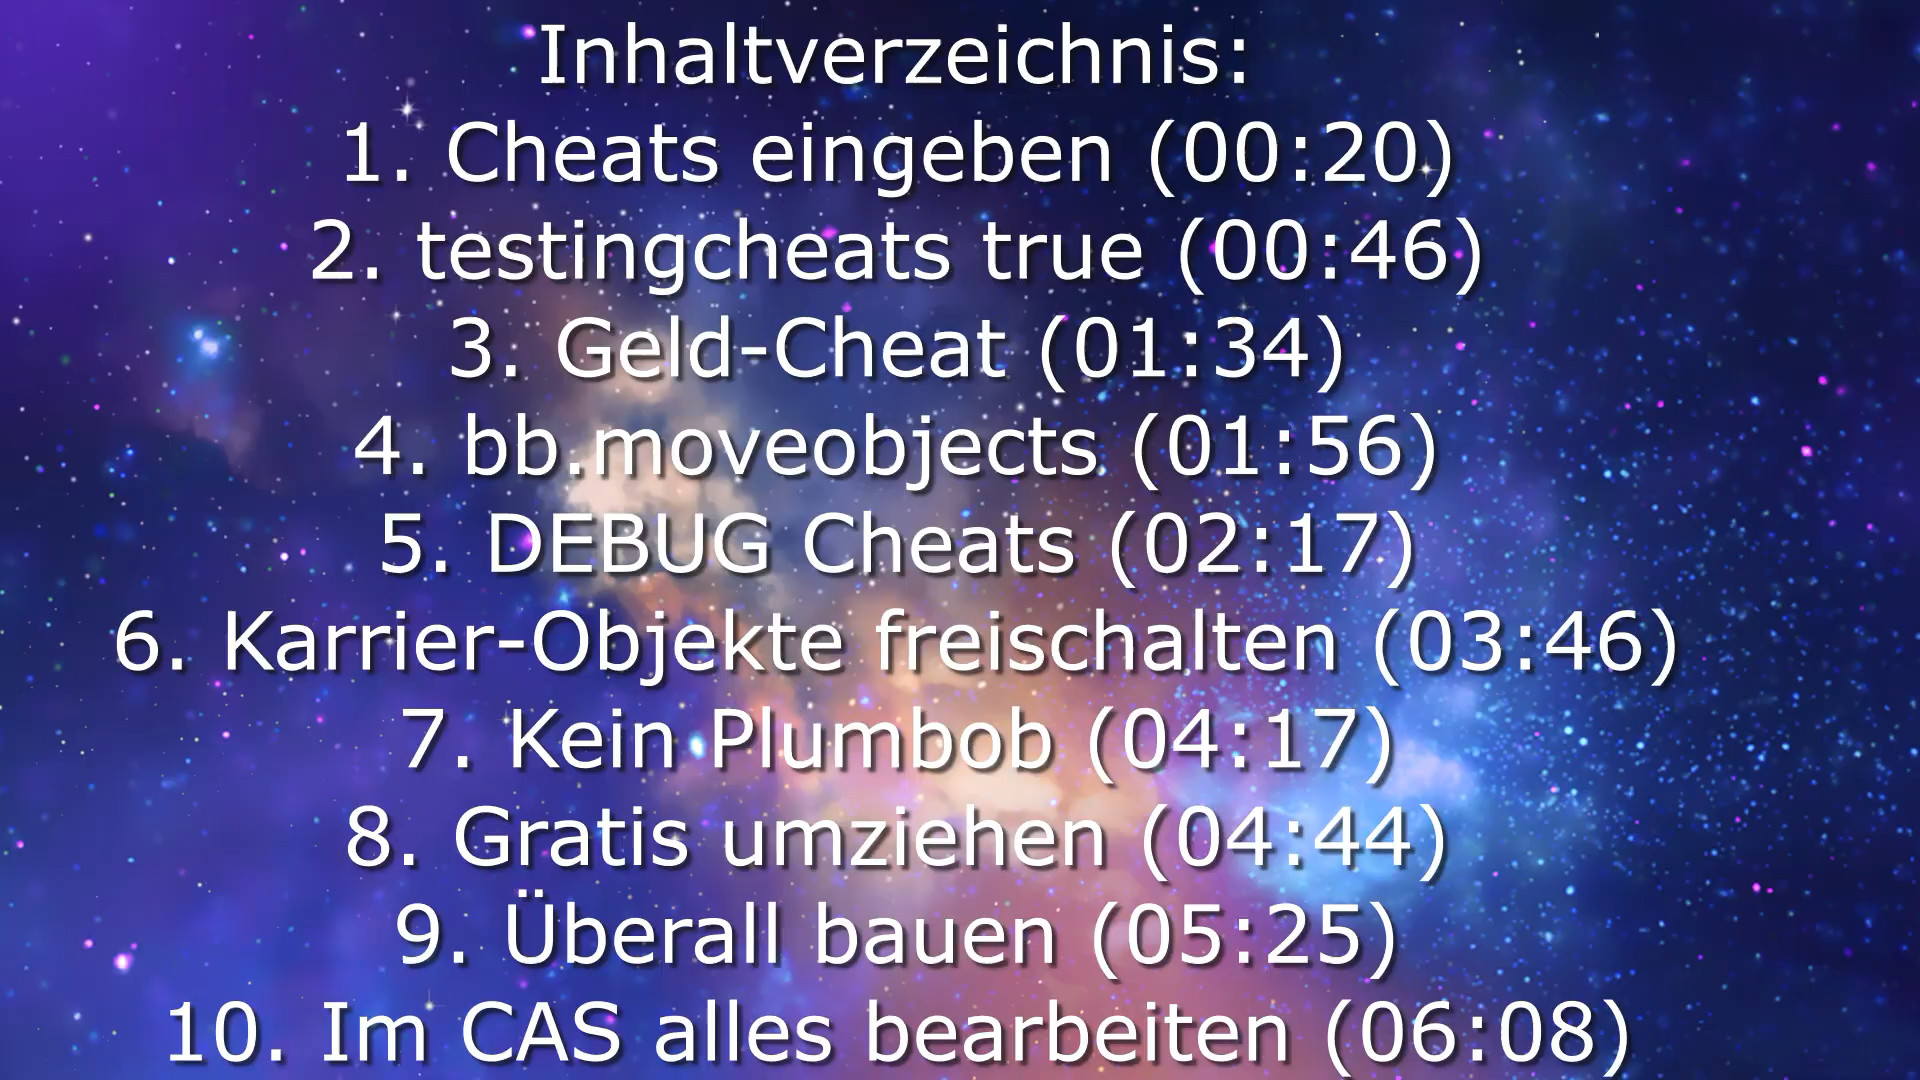 Inhaltverzeichnis:
1. Cheats eingeben (00:20)
2. testingcheats true (00:46)
3. Geld-Cheat (01:34)
4. bb.moveobjects (01:56)
5. DEBUG Cheats (02:17)
6. Karrier-Objekte freischalten (03:46)
7. Kein Plumbob (04:17)
8. Gratis umziehen (04:44)
9. Überall bauen (05:25)
10. Im CAS alles bearbeiten (06:08)